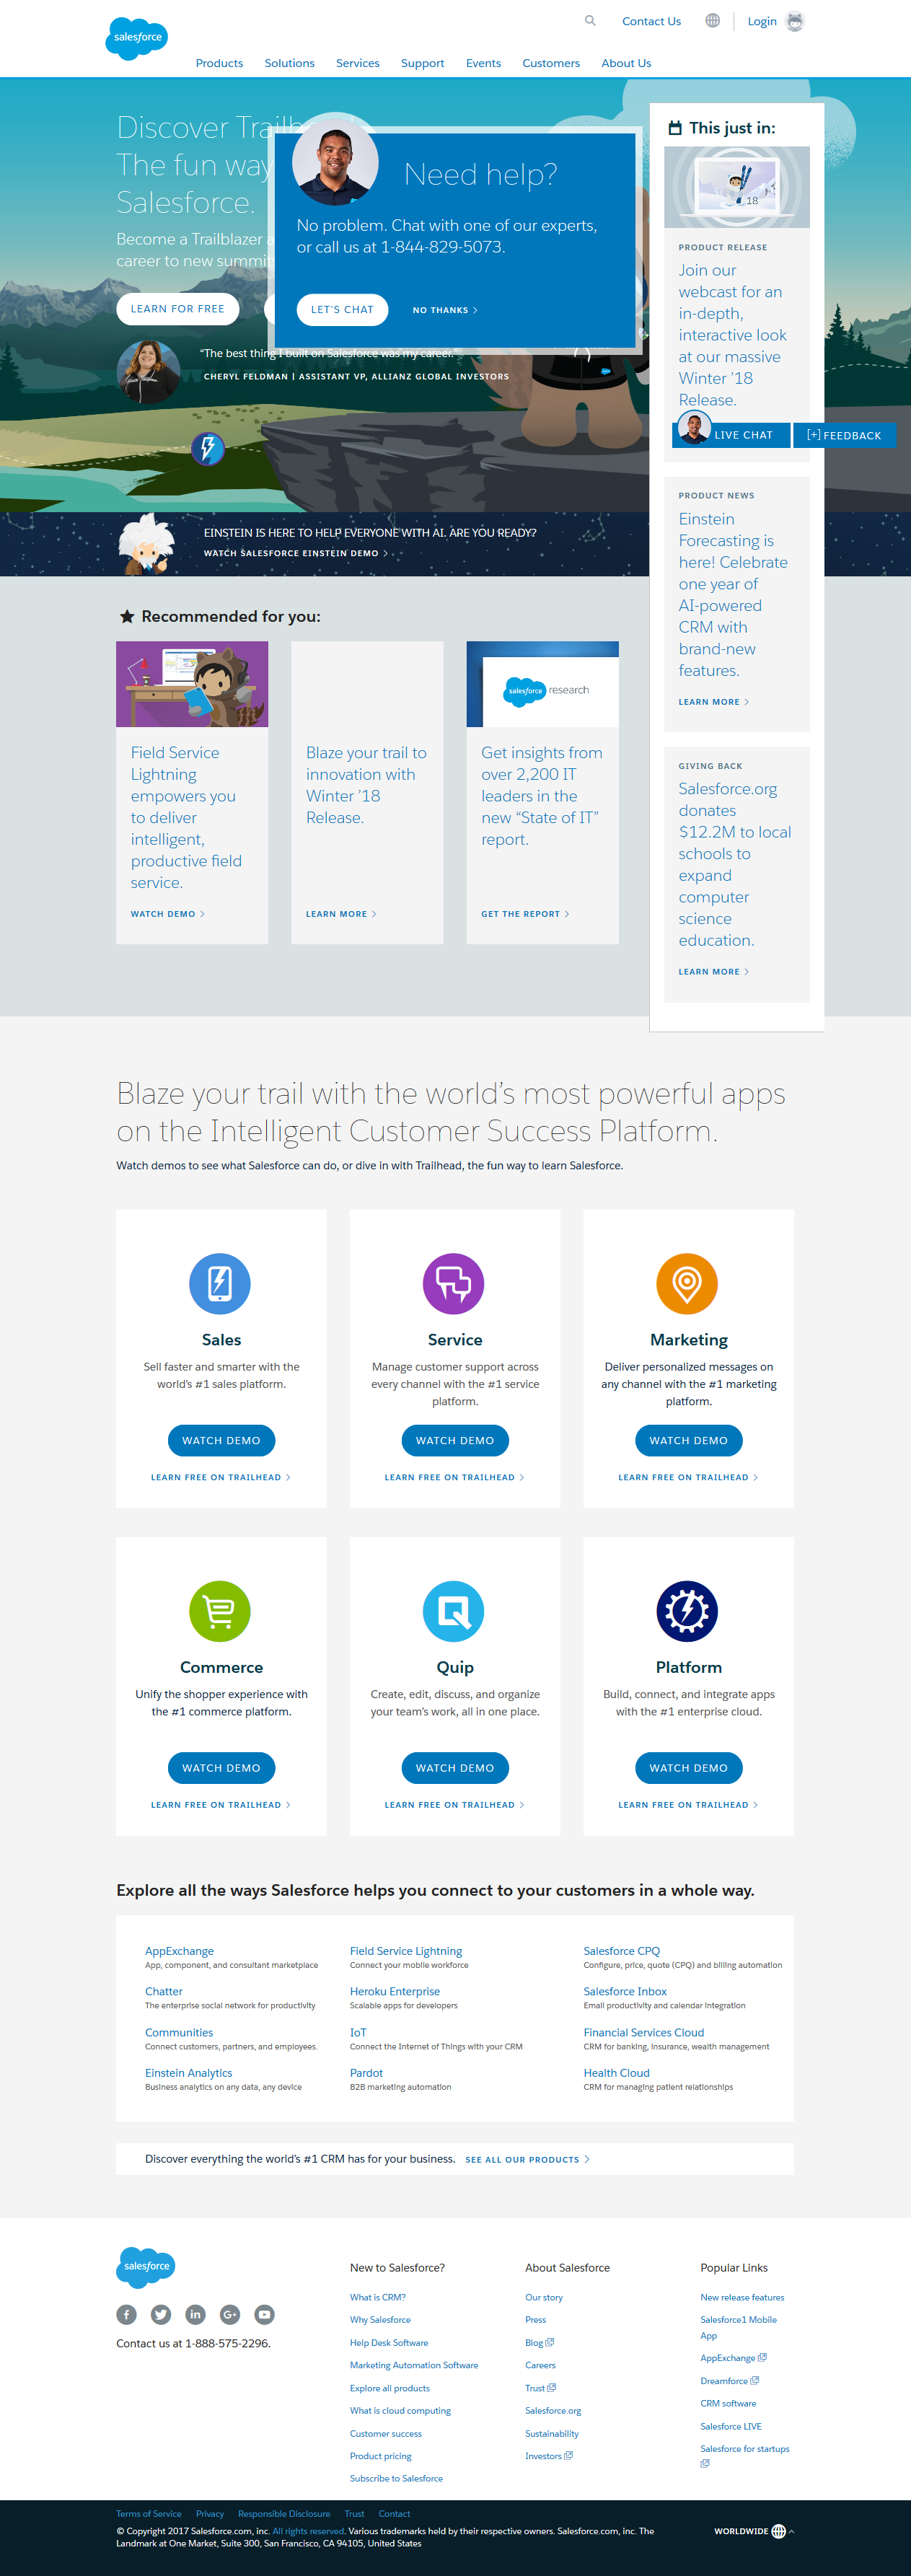 salesforce
Contact Us
Login
Products
Solutions
Services
Support
Events
Customers
About Us
Discover
The fun way
Salesforce.
Become a Trailblazer
career to new
LEARN FOR FREE
"The best thing I built on Salesforce was my career."
CHERYL FELDMAN | ASSISTANT VP, ALLIANZ GLOBAL INVESTORS
Need help?
No problem. Chat with one of our experts,
or call us at 1-844-829-5073.
LET'S CHAT
NO THANKS
EINSTEIN IS HERE TO HELP EVERYONE WITH AI. ARE YOU READY?
WATCH SALESFORCE EINSTEIN DEMO
This just in:
18
PRODUCT RELEASE
Join our
webcast for an
in-depth,
interactive look
at our massive
Winter '18
Release.
LIVE CHAT
[+] FEEDBACK
PRODUCT NEWS
Einstein
Forecasting is
here! Celebrate
one year of
AI-powered
CRM with
brand-new
features.
LEARN MORE
GIVING BACK
Salesforce.org
donates
$12.2M to local
schools to
expand
computer
science
education.
LEARN MORE
Recommended for you:
Field Service
Lightning
empowers you
to deliver
intelligent,
productive field
service.
WATCH DEMO
Blaze your trail to
innovation with
Winter '18
Release.
LEARN MORE
salesforce research
Get insights from
over 2,200 IT
leaders in the
new "State of IT"
report.
GET THE REPORT
Blaze your trail with the world's most powerful apps
on the Intelligent Customer Success Platform.
Watch demos to see what Salesforce can do, or dive in with Trailhead, the fun way to learn Salesforce.
Sales
Sell faster and smarter with the
world's #1 sales platform.
WATCH DEMO
LEARN FREE ON TRAILHEAD
Service
Manage customer support across
every channel with the #1 service
platform.
WATCH DEMO
LEARN FREE ON TRAILHEAD
Marketing
Deliver personalized messages on
any channel with the #1 marketing
platform.
WATCH DEMO
LEARN FREE ON TRAILHEAD
Commerce
Unify the shopper experience with
the #1 commerce platform.
WATCH DEMO
LEARN FREE ON TRAILHEAD
Quip
Create, edit, discuss, and organize
your team's work, all in one place.
WATCH DEMO
LEARN FREE ON TRAILHEAD
Platform
Build, connect, and integrate apps
with the #1 enterprise cloud.
WATCH DEMO
LEARN FREE ON TRAILHEAD
Explore all the ways Salesforce helps you connect to your customers in a whole way.
AppExchange
App, component, and consultant marketplace
Chatter
The enterprise social network for productivity
Communities
Connect customers, partners, and employees.
Einstein Analytics
Business analytics on any data, any device
Field Service Lightning
Connect your mobile workforce
Heroku Enterprise
Scalable apps for developers
IoT
Connect the Internet of Things with your CRM
Pardot
B2B marketing automation
Salesforce CPQ
Configure, price, quote (CPQ) and billing automation
Salesforce Inbox
Email productivity and calendar integration
Financial Services Cloud
CRM for banking, insurance, wealth management
Health Cloud
CRM for managing patient relationships
Discover everything the world's #1 CRM has for your business. SEE ALL OUR PRODUCTS
salesforce
Contact us at 1-888-575-2296.
New to Salesforce?
What is CRM?
Why Salesforce
Help Desk Software
Marketing Automation Software
Explore all products
What is cloud computing
Customer success
Product pricing
Subscribe to Salesforce
About Salesforce
Our story
Press
Blog
Careers
Trust
Salesforce.org
Sustainability
Investors
Popular Links
New release features
Salesforce1 Mobile
App
AppExchange
Dreamforce
CRM software
Salesforce LIVE
Salesforce for startups
Terms of Service
Privacy
Responsible Disclosure
Trust
Contact
© Copyright 2017 Salesforce.com, inc. All rights reserved. Various trademarks held by their respective owners. Salesforce.com, inc. The
Landmark at One Market, Suite 300, San Francisco, CA 94105, United States
WORLDWIDE